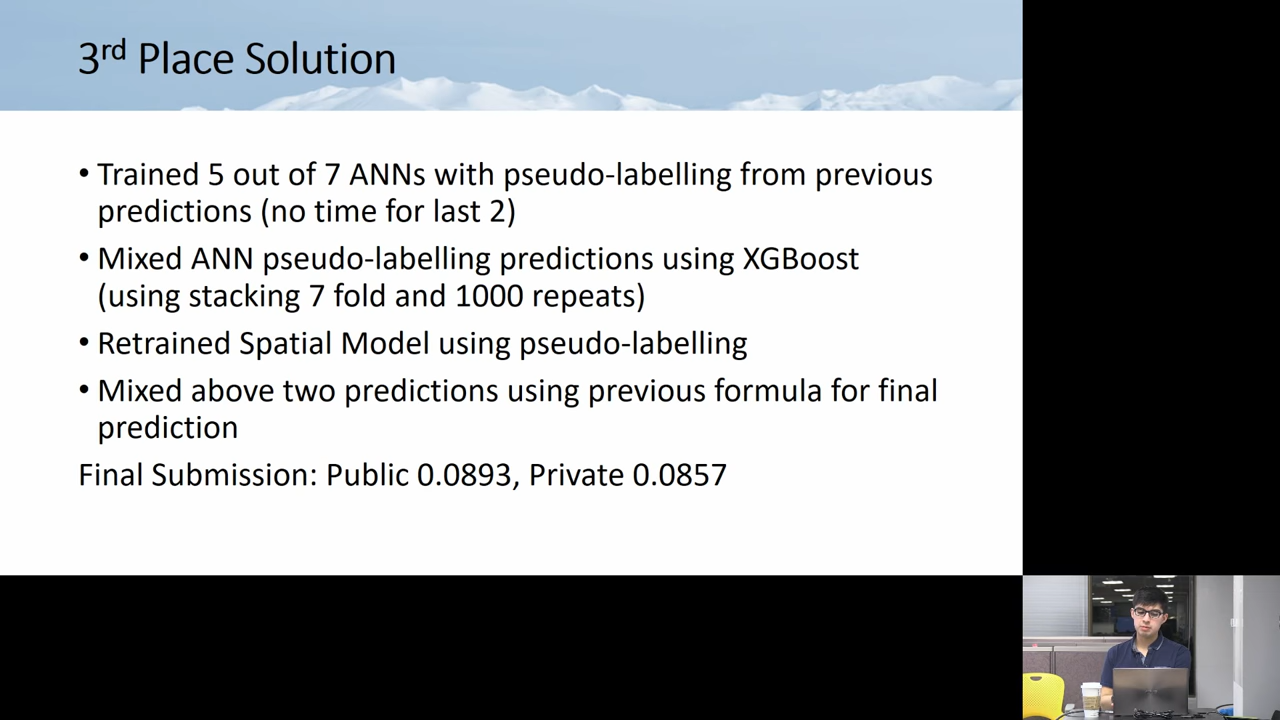 3rd Place Solution
• Trained 5 out of 7 ANNs with pseudo-labelling from previous
predictions (no time for last 2)
• Mixed ANN pseudo-labelling predictions using XGBoost
(using stacking 7 fold and 1000 repeats)
• Retrained Spatial Model using pseudo-labelling
• Mixed above two predictions using previous formula for final
prediction
Final Submission: Public 0.0893, Private 0.0857